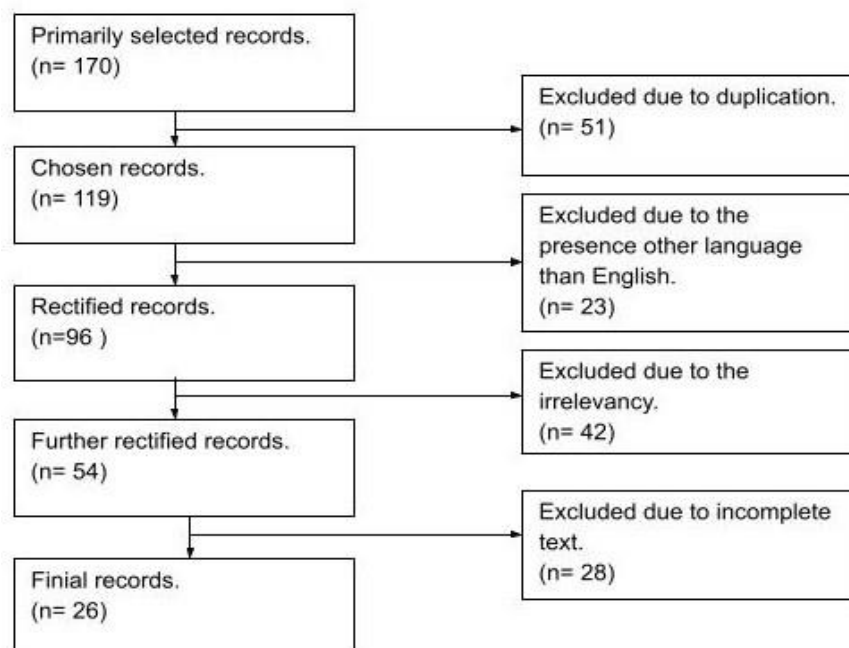 Primarily selected records.
(n= 170)
Excluded due to duplication.
(n= 51)
Chosen records.
(n= 119)
Excluded due to the
presence other language
than English.
(n= 23)
Rectified records.
(n=96 )
Excluded due to the
irrelevancy.
(n= 42)
Further rectified records.
(n= 54)
Excluded due to incomplete
text.
(n= 28)
Finial records.
(n= 26)